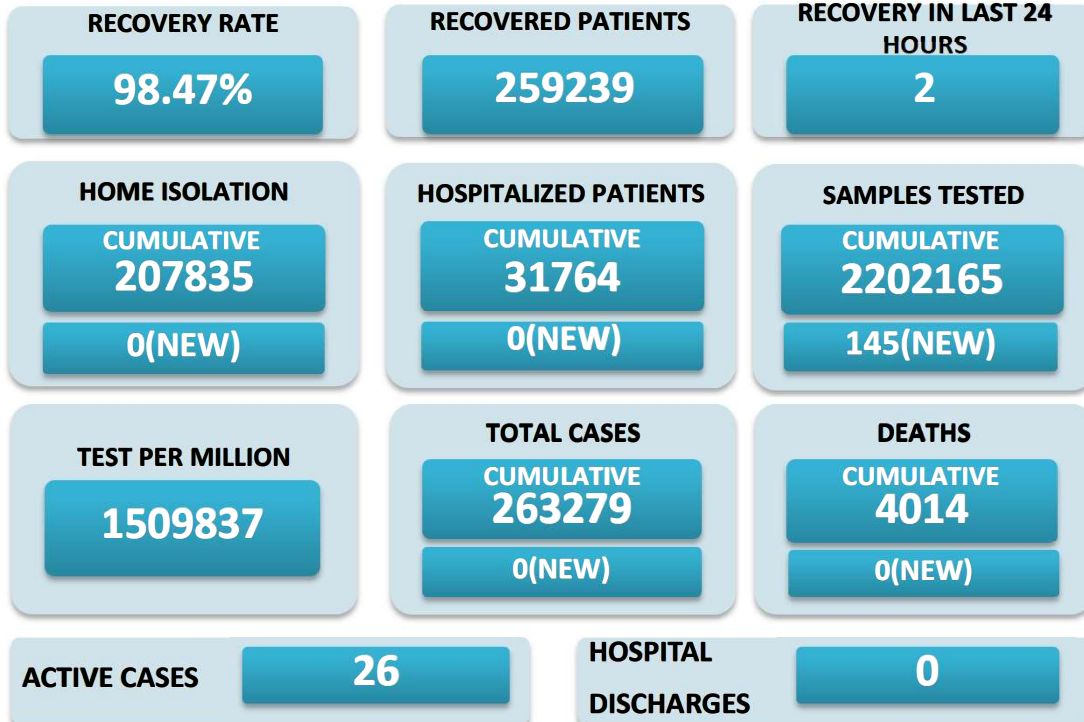 RECOVERY RATE
98.47%
RECOVERED PATIENTS
259239
RECOVERY IN LAST 24
HOURS
2
HOME ISOLATION
CUMULATIVE
207835
0(NEW)
HOSPITALIZED PATIENTS
CUMULATIVE
31764
0(NEW)
SAMPLES TESTED
CUMULATIVE
2202165
145(NEW)
TEST PER MILLION
1509837
TOTAL CASES
CUMULATIVE
263279
0(NEW)
DEATHS
CUMULATIVE
4014
0(NEW)
ACTIVE CASES
26
HOSPITAL
DISCHARGES
0